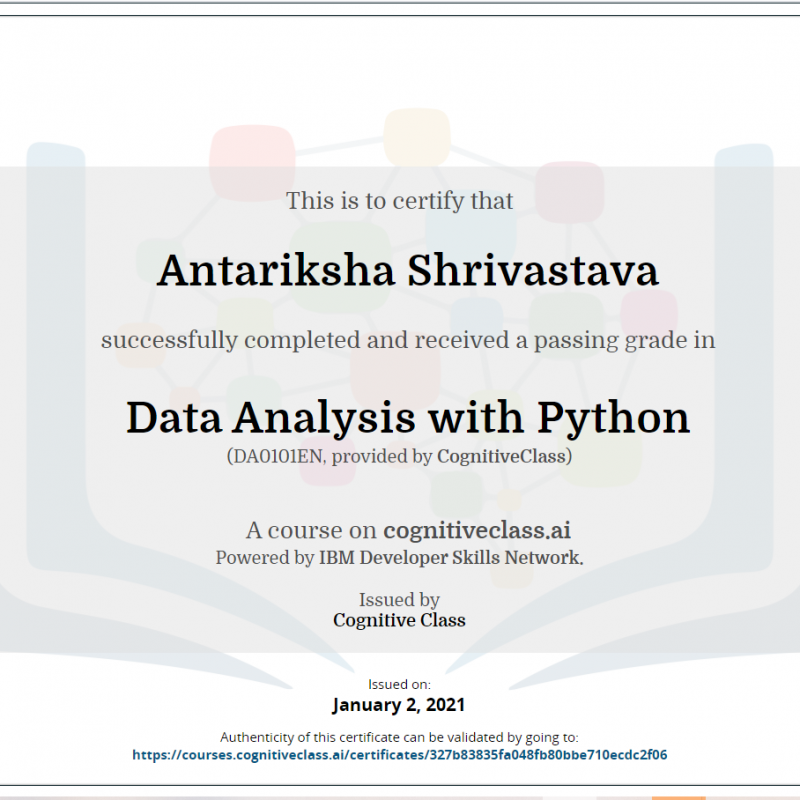 This is to certify that
Antariksha Shrivastava
successfully completed and received a passing grade in
Data Analysis with Python
(DA0101EN, provided by CognitiveClass)
A course on cognitiveclass.ai
Powered by IBM Developer Skills Network.
Issued by
Cognitive Class
Issued on:
January 2, 2021
Authenticity of this certificate can be validated by going to:
https://courses.cognitiveclass.ai/certificates/327b83835fa048fb80bbe710ecdc2f06